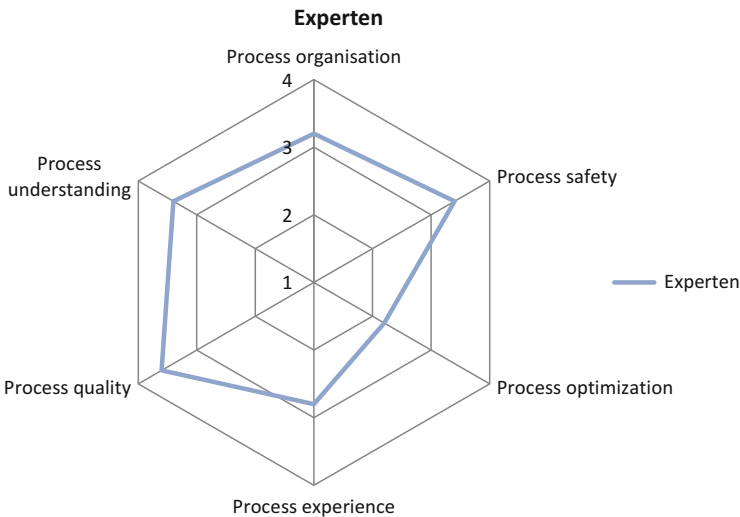 Experten
Process organisation
4
3
2
1
Process
understanding
Process safety
Experten
Process quality
Process optimization
Process experience